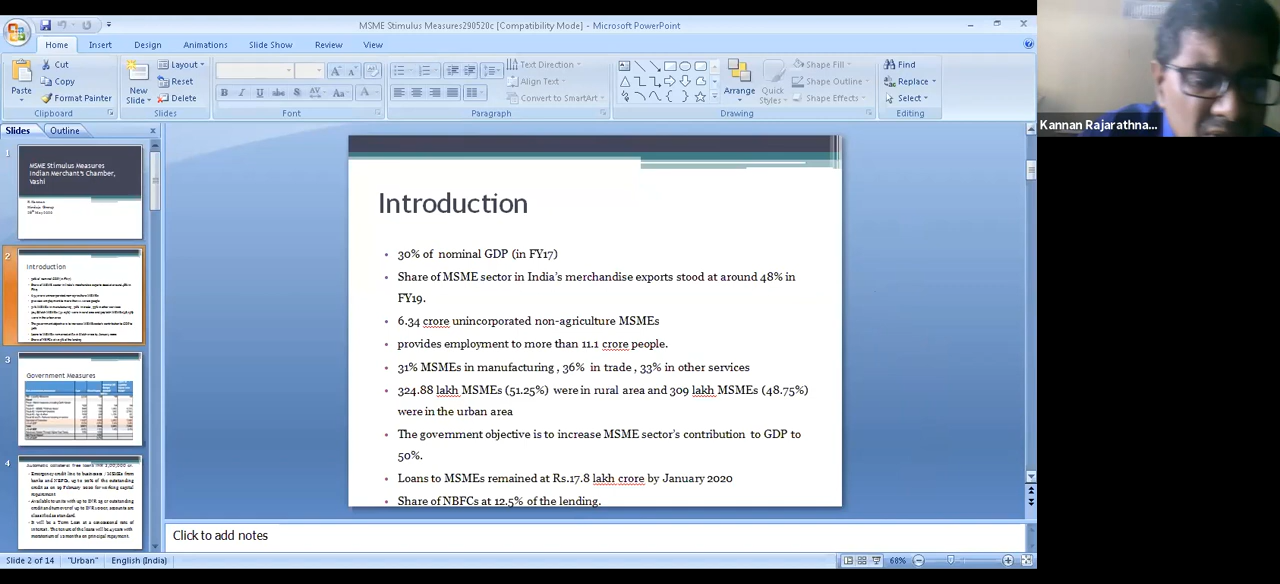 MSME Stimulus Measures290520c [Compatibility Mode] - Microsoft PowerPoint
Home Insert Design Animations Slide Show Review View
Cut
Copy
Format Painter
Paste
Clipboard
New Slide
Layout
Reset
Delete
Slides
Font
Text Direction
Align Text
Convert to SmartArt
Paragraph
Arrange
Quick Styles
Shape Fill
Shape Outline
Shape Effects
Drawing
Find
Replace
Select
Editing
Kannan Rajarathna...
Slides Outline
1
MSME Stimulus Measures
Indian Merchant's Chamber,
Vashi
2
Introduction
3
Government Measures
4
Introduction
30% of nominal GDP (in FY17)
Share of MSME sector in India's merchandise exports stood at around 48% in
FY19.
6.34 crore unincorporated non-agriculture MSMEs
provides employment to more than 11.1 crore people.
31% MSMEs in manufacturing , 36% in trade , 33% in other services
324.88 lakh MSMEs (51.25%) were in rural area and 309 lakh MSMEs (48.75%)
were in the urban area
The government objective is to increase MSME sector's contribution to GDP to
50%.
Loans to MSMEs remained at Rs.17.8 lakh crore by January 2020
Share of NBFCs at 12.5% of the lending.
Click to add notes
Slide 2 of 14 "Urban" English (India) 68%